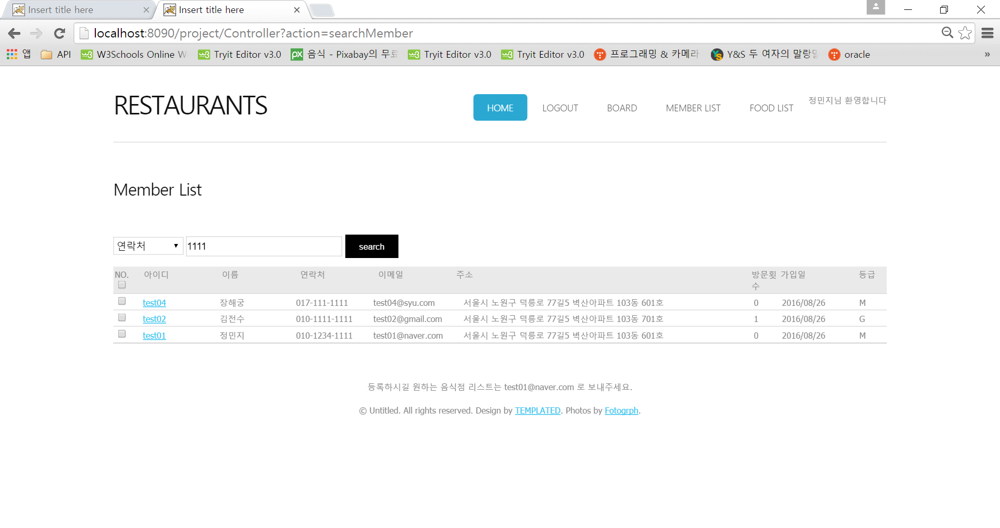 Insert title here
Insert title here
localhost:8090/project/Controller?action=searchMember
앱 API W3Schools Online W Tryit Editor v3.0 음식 - Pixabay의 무료 Tryit Editor v3.0 Tryit Editor v3.0 프로그래밍 & 카메라 Y&S 두 여자의 말랑말 oracle »
RESTAURANTS
HOME LOGOUT BOARD MEMBER LIST FOOD LIST 정민지님 환영합니다
Member List
연락처 1111 search
NO. 아이디 이름 연락처 이메일 주소 방문횟수 가입일 등급
test04 장해궁 017-111-1111 test04@syu.com 서울시 노원구 덕릉로 77길5 벽산아파트 103동 601호 0 2016/08/26 M
test02 김전수 010-1111-1111 test02@gmail.com 서울시 노원구 덕릉로 77길5 벽산아파트 103동 701호 1 2016/08/26 G
test01 정민지 010-1234-1111 test01@naver.com 서울시 노원구 덕릉로 77길5 벽산아파트 103동 601호 0 2016/08/26 M
등록하시길 원하는 음식점 리스트는 test01@naver.com 로 보내주세요.
© Untitled. All rights reserved. Design by TEMPLATED. Photos by Fotogrph.